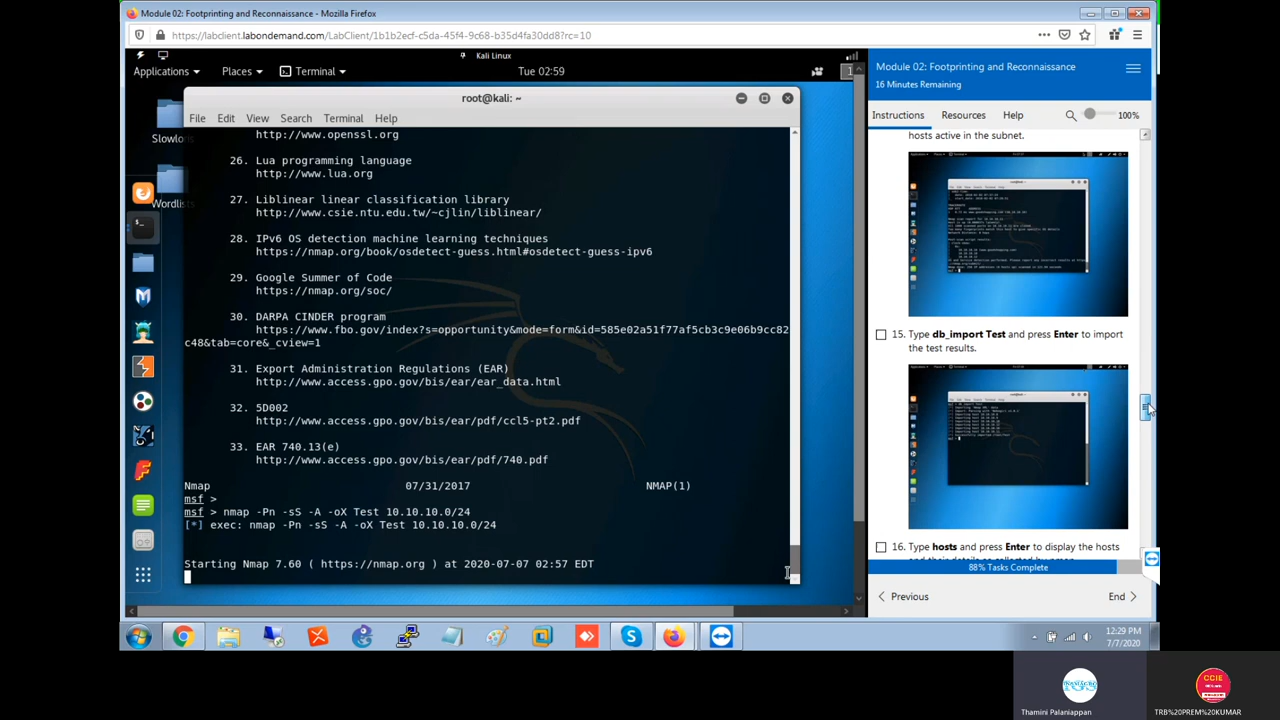 Module 02: Footprinting and Reconnaissance - Mozilla Firefox
labondemand.com
Kali Linux
Applications
Places
Terminal
Tue 02:59
1
Slowlo
Wordlists
root@kali: ~
File Edit View Search Terminal Help
http://www.openssl.org
26. Lua programming language
http://www.lua.org
27. liblinear linear classification library
http://www.csie.ntu.edu.tw/~cjlin/liblinear/
28. IPv6 OS detection machine learning techniques
https://nmap.org/book/osdetect-guess.html#osdetect-guess-ipv6
29. Google Summer of Code
https://nmap.org/soc/
30. DARPA CINDER program
https://www.fbo.gov/index?s=opportunity&mode=form&id=585e02a51f77af5cb3c9e06b9cc82
c48&tab=core&_cview=1
31. Export Administration Regulations (EAR)
http://www.access.gpo.gov/bis/ear/ear_data.html
32. 5D002
http://www.access.gpo.gov/bis/ear/pdf/ccl5-pt2.pdf
33. EAR 740.13(e)
http://www.access.gpo.gov/bis/ear/pdf/740.pdf
Nmap 07/31/2017 NMAP(1)
msf >
msf > nmap -Pn -sS -A -oX Test 10.10.10.0/24
[*] exec: nmap -Pn -sS -A -oX Test 10.10.10.0/24
Starting Nmap 7.60 ( https://nmap.org ) at 2020-07-07 02:57 EDT
Module 02: Footprinting and Reconnaissance
16 Minutes Remaining
Instructions Resources Help
100%
hosts active in the subnet.
15. Type db_import Test and press Enter to import
the test results.
16. Type hosts and press Enter to display the hosts
88% Tasks Complete
Previous
End
12:29 PM
7/7/2020
CCIE
Thamini Palaniappan
TRB%20PREM%20KUMAR